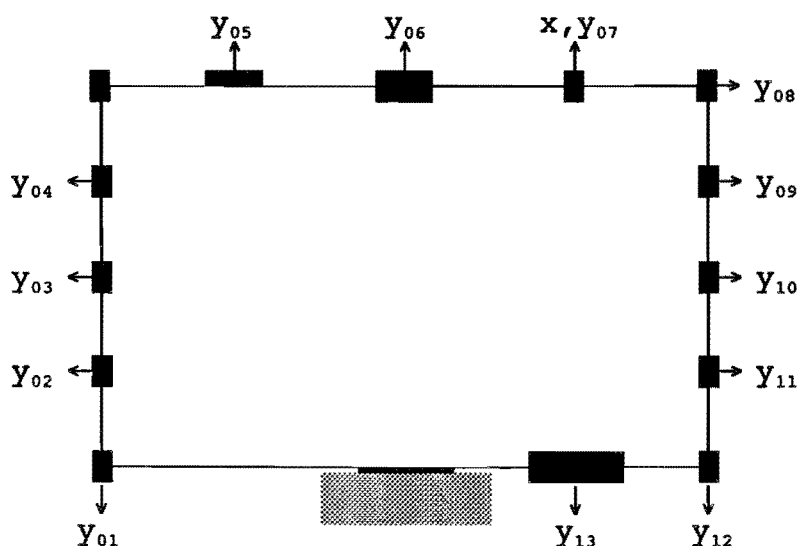 y₀₅ y₀₆ x,y₀₇
y₀₈
y₀₄ y₀₉
y₀₃ y₁₀
y₀₂ y₁₁
y₀₁ y₁₃ y₁₂